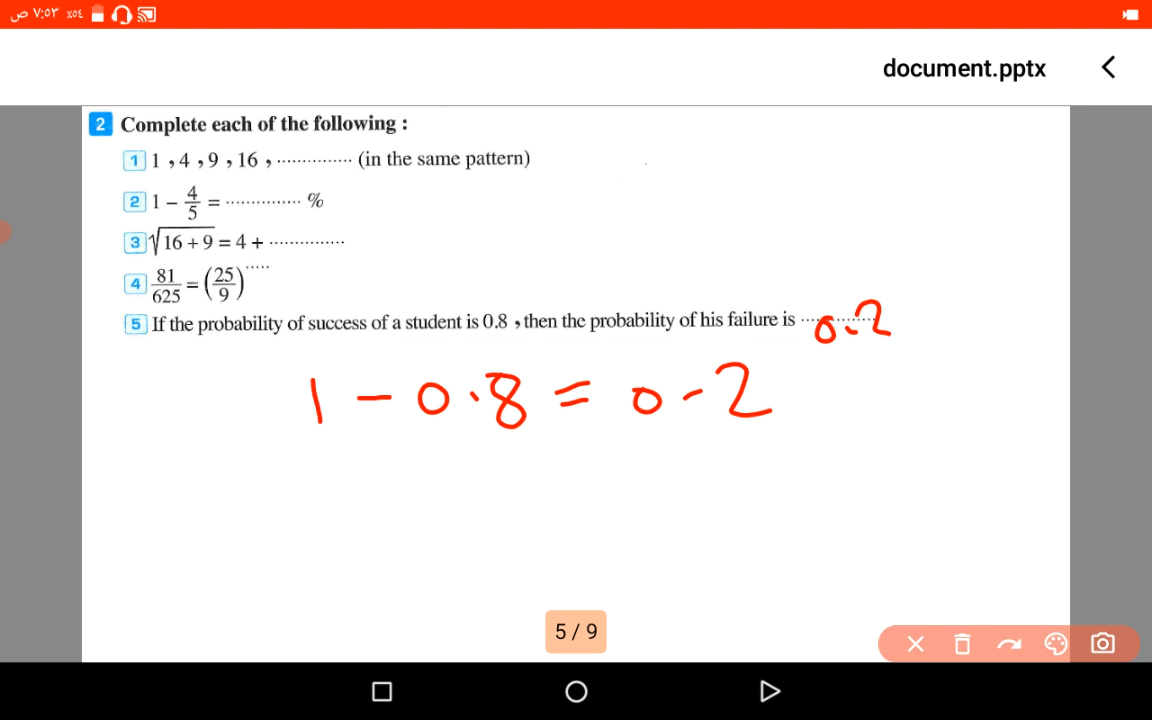 ص ٧:٥٣ ٪٥٤
document.pptx
2 Complete each of the following :
1 1 , 4 , 9 , 16 , .............. (in the same pattern)
2 1 - 4/5 = ............... %
3 √16 + 9 = 4 + ...............
4 81/625 = (25/9).....
5 If the probability of success of a student is 0.8 , then the probability of his failure is ............... 0.2
1 - 0.8 = 0.2
5 / 9